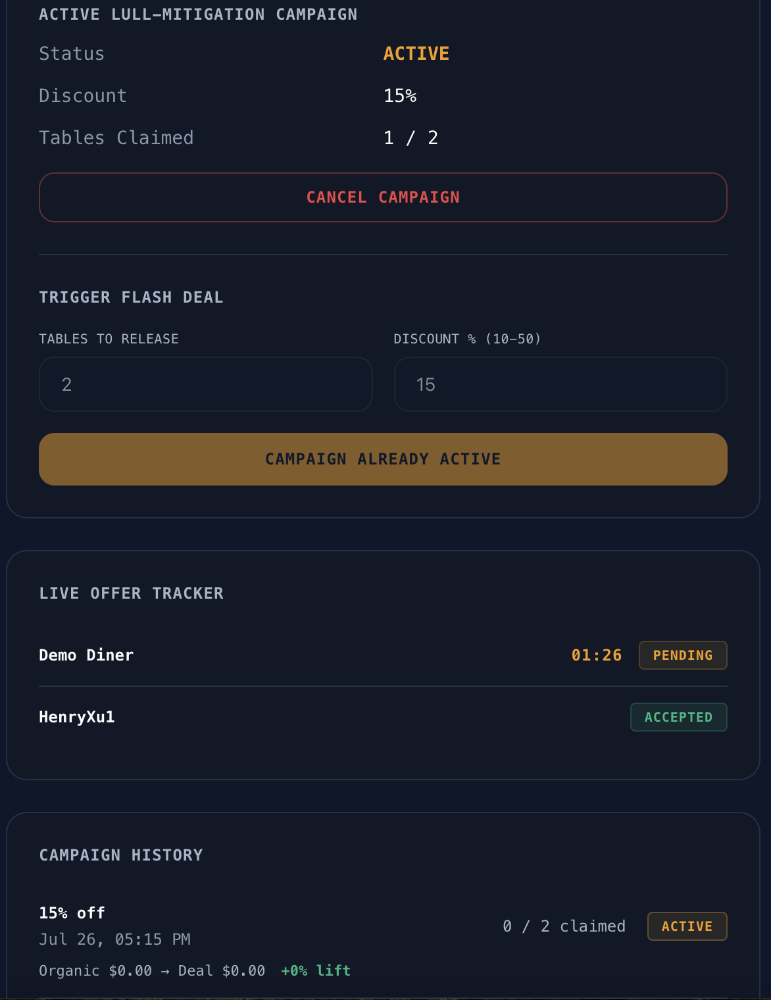 ACTIVE LULL–MITIGATION CAMPAIGN
Status ACTIVE
Discount 15%
Tables Claimed 1 / 2
CANCEL CAMPAIGN
TRIGGER FLASH DEAL
TABLES TO RELEASE DISCOUNT % (10–50)
2 15
CAMPAIGN ALREADY ACTIVE
LIVE OFFER TRACKER
Demo Diner 01:26 PENDING
HenryXu1 ACCEPTED
CAMPAIGN HISTORY
15% off
0 / 2 claimed ACTIVE
Jul 26, 05:15 PM
Organic $0.00 → Deal $0.00 +0% lift